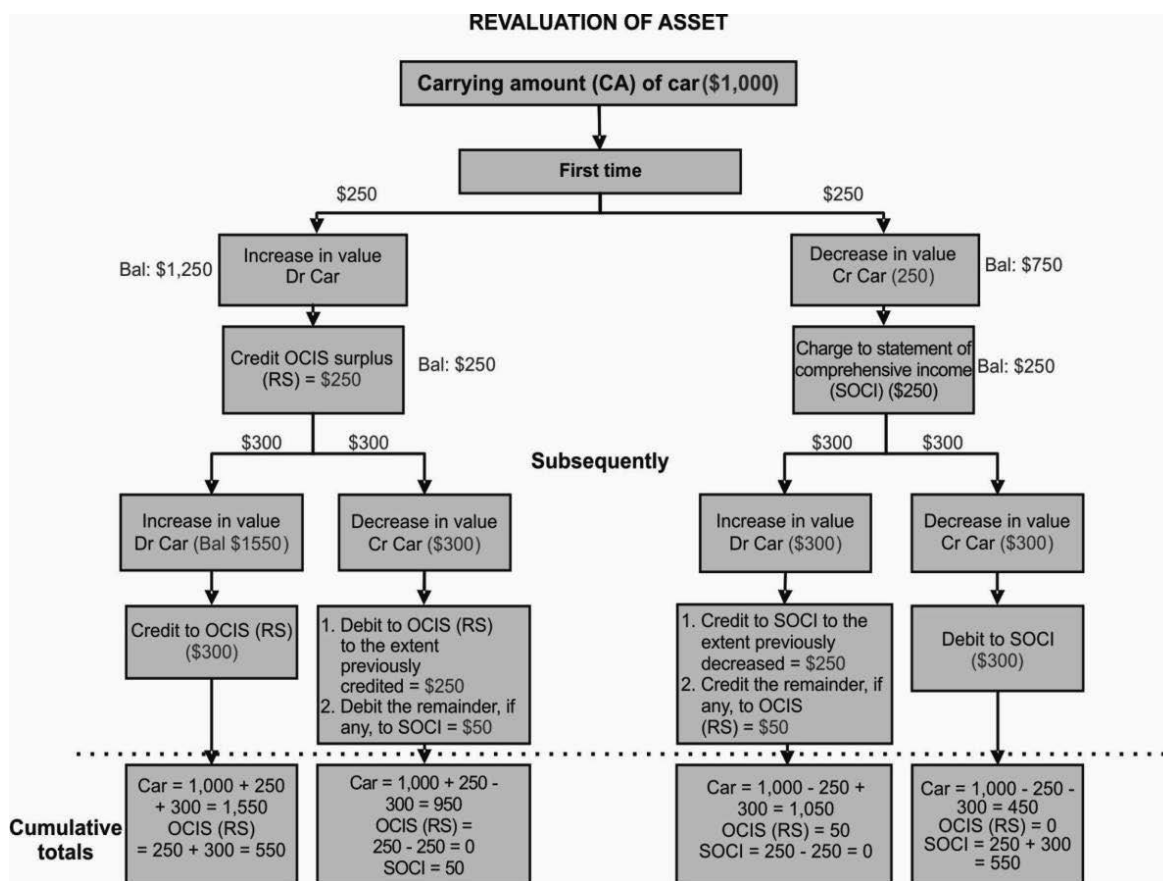 REVALUATION OF ASSET
Carrying amount (CA) of car ($1,000)
First time
$250
$250
Bal: $1,250
Increase in value
Dr Car
Decrease in value
Cr Car (250)
Bal: $750
Credit OCIS surplus
(RS) = $250
Bal: $250
Charge to statement of
comprehensive income
(SOCI) ($250)
Bal: $250
$300
$300
Subsequently
$300
$300
Increase in value
Dr Car (Bal $1550)
Decrease in value
Cr Car ($300)
Increase in value
Dr Car ($300)
Decrease in value
Cr Car ($300)
Credit to OCIS (RS)
($300)
1. Debit to OCIS (RS)
to the extent
previously
credited = $250
2. Debit the remainder, if
any, to SOCI = $50
1. Credit to SOCI to the
extent previously
decreased = $250
2. Credit the remainder, if
any, to OCIS
(RS) = $50
Debit to SOCI
($300)
Cumulative
totals
Car = 1,000 + 250
+ 300 = 1,550
OCIS (RS)
= 250 + 300 = 550
Car = 1,000 + 250 -
300 = 950
OCIS (RS) =
250 - 250 = 0
SOCI = 50
Car = 1,000 - 250 +
300 = 1,050
OCIS (RS) = 50
SOCI = 250 - 250 = 0
Car = 1,000 - 250 -
300 = 450
OCIS (RS) = 0
SOCI = 250 + 300
= 550